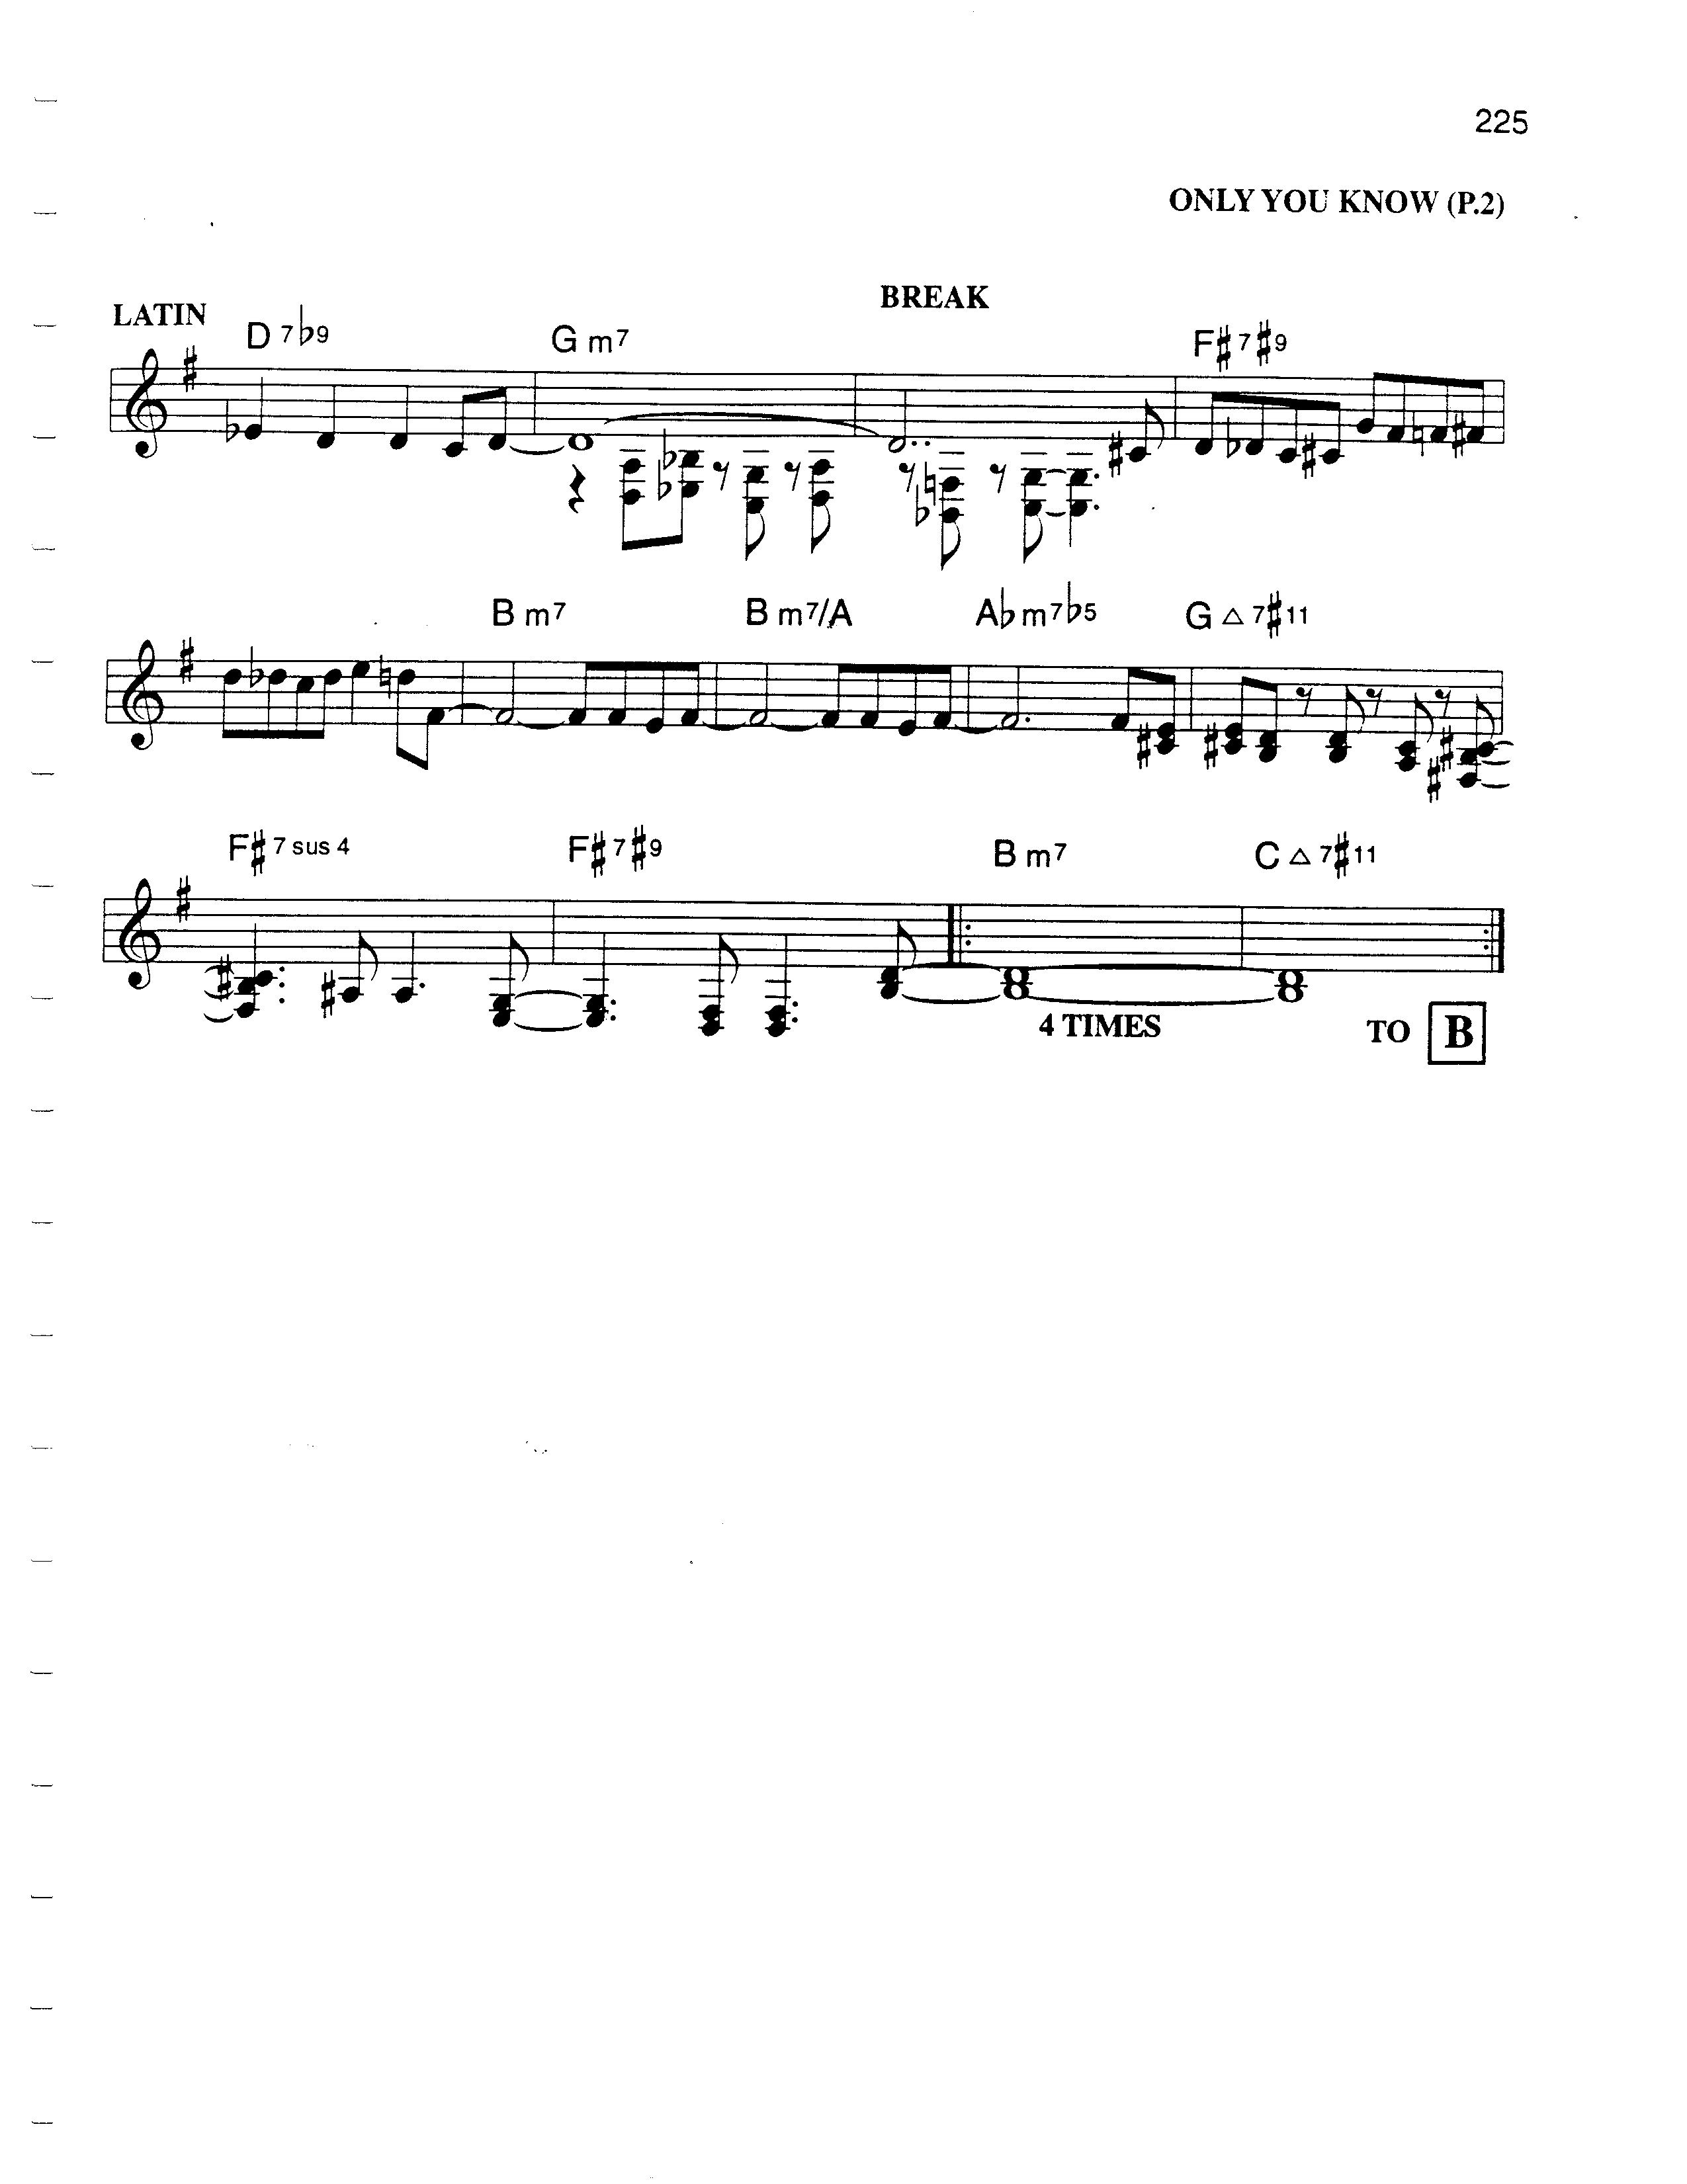 225
ONLY YOU KNOW (P.2)
BREAK
LATIN
D 7♭9 G m7 F♯7♯9
B m7 B m7/A A♭m7♭5 G △7♯11
F♯7 sus 4 F♯7♯9 B m7 C △7♯11
4 TIMES TO B